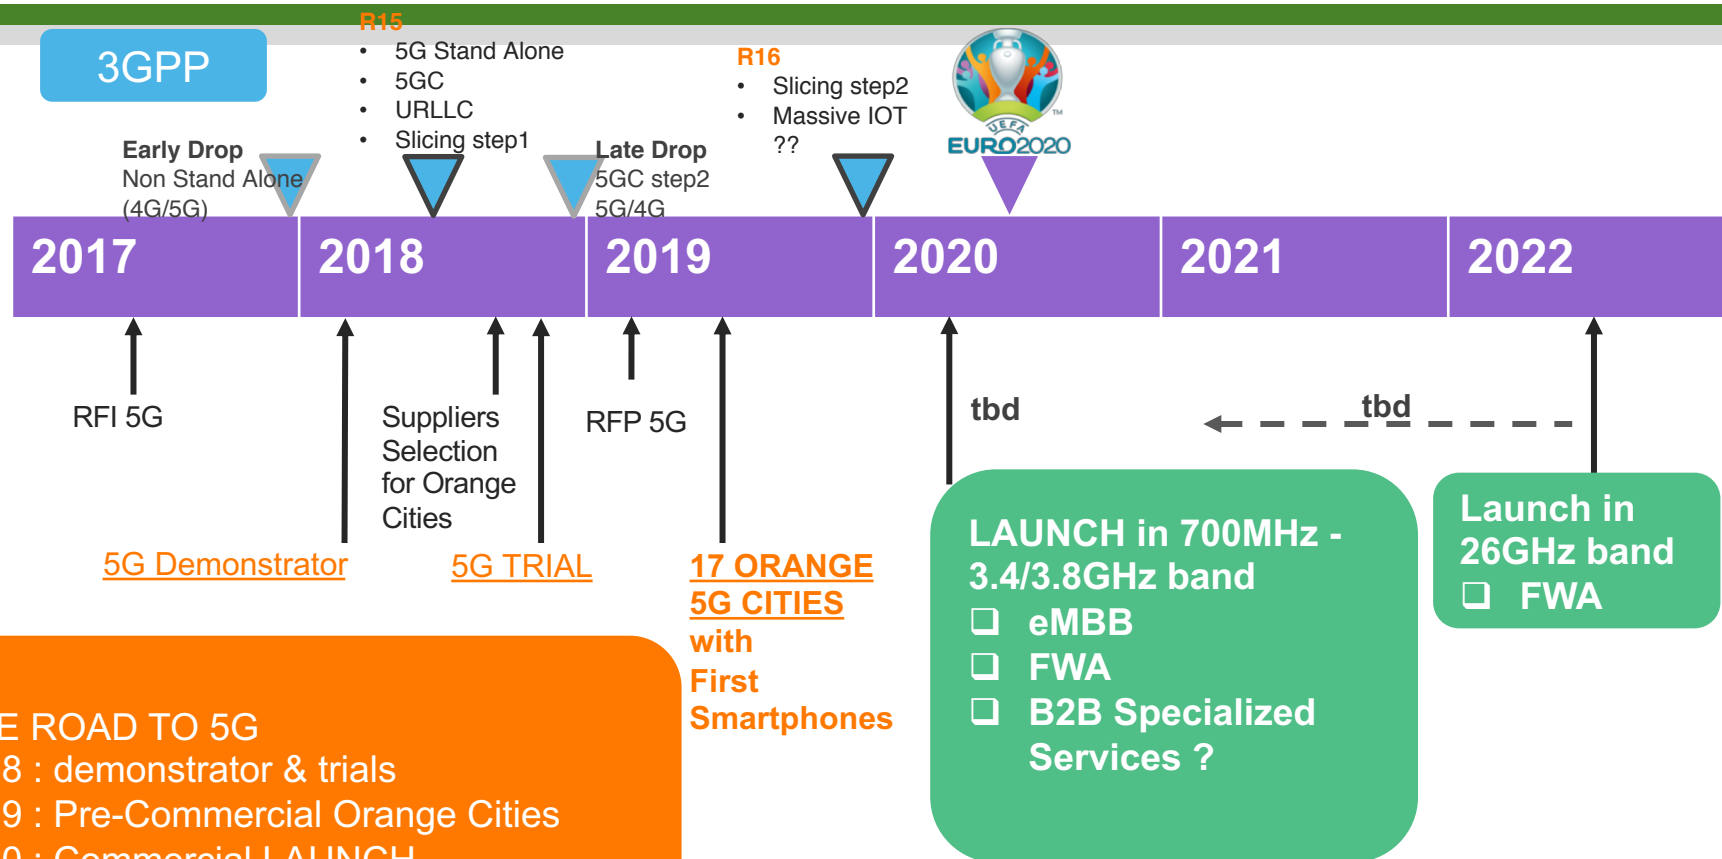 3GPP
R15
• 5G Stand Alone
• 5GC
• URLLC
• Slicing step1
R16
• Slicing step2
• Massive IOT
??
UEFA
EURO2020
TM
Early Drop
Non Stand Alone
(4G/5G)
Late Drop
5GC step2
5G/4G
2017
2018
2019
2020
2021
2022
RFI 5G
Suppliers
Selection
for Orange
Cities
RFP 5G
tbd
tbd
5G Demonstrator
5G TRIAL
17 ORANGE
5G CITIES
with
First
Smartphones
LAUNCH in 700MHz -
3.4/3.8GHz band
❑ eMBB
❑ FWA
❑ B2B Specialized
Services ?
Launch in
26GHz band
❑ FWA
E ROAD TO 5G
8 : demonstrator & trials
9 : Pre-Commercial Orange Cities
0 : Commercial LAUNCH